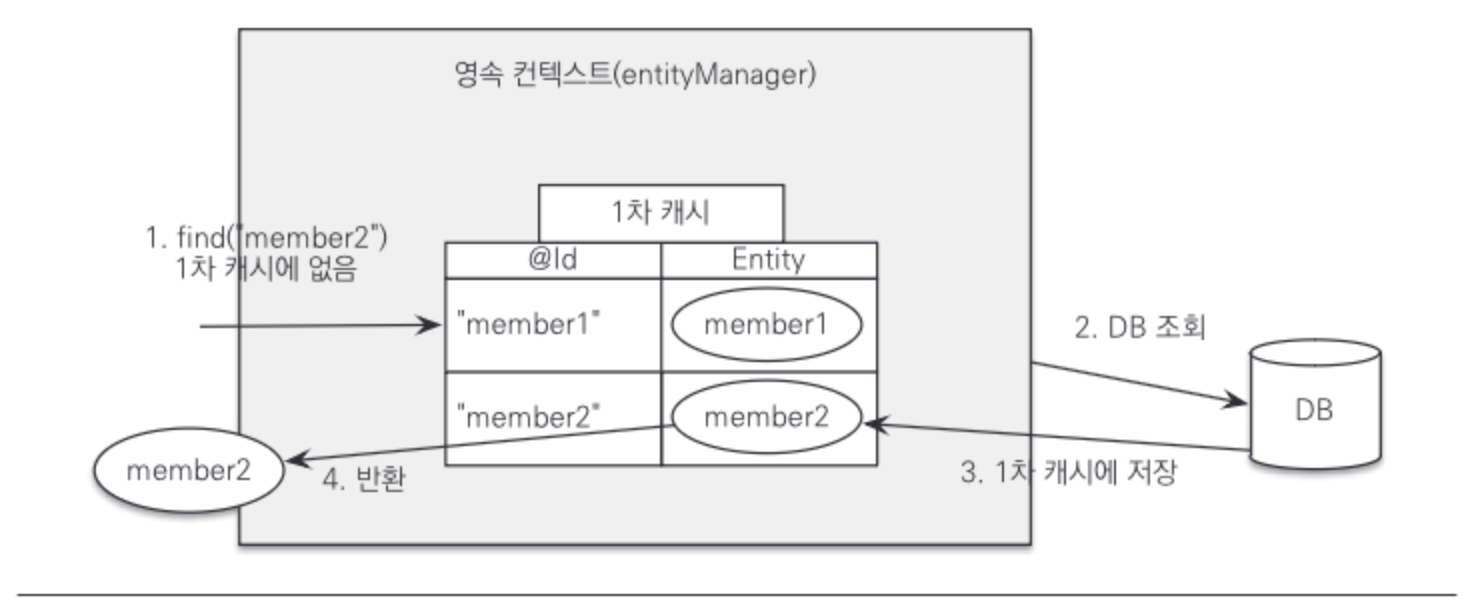 영속 컨텍스트(entityManager)
1차 캐시
1. find("member2")
1차 캐시에 없음
@Id
Entity
"member1"
member1
2. DB 조회
"member2"
member2
DB
member2
4. 반환
3. 1차 캐시에 저장